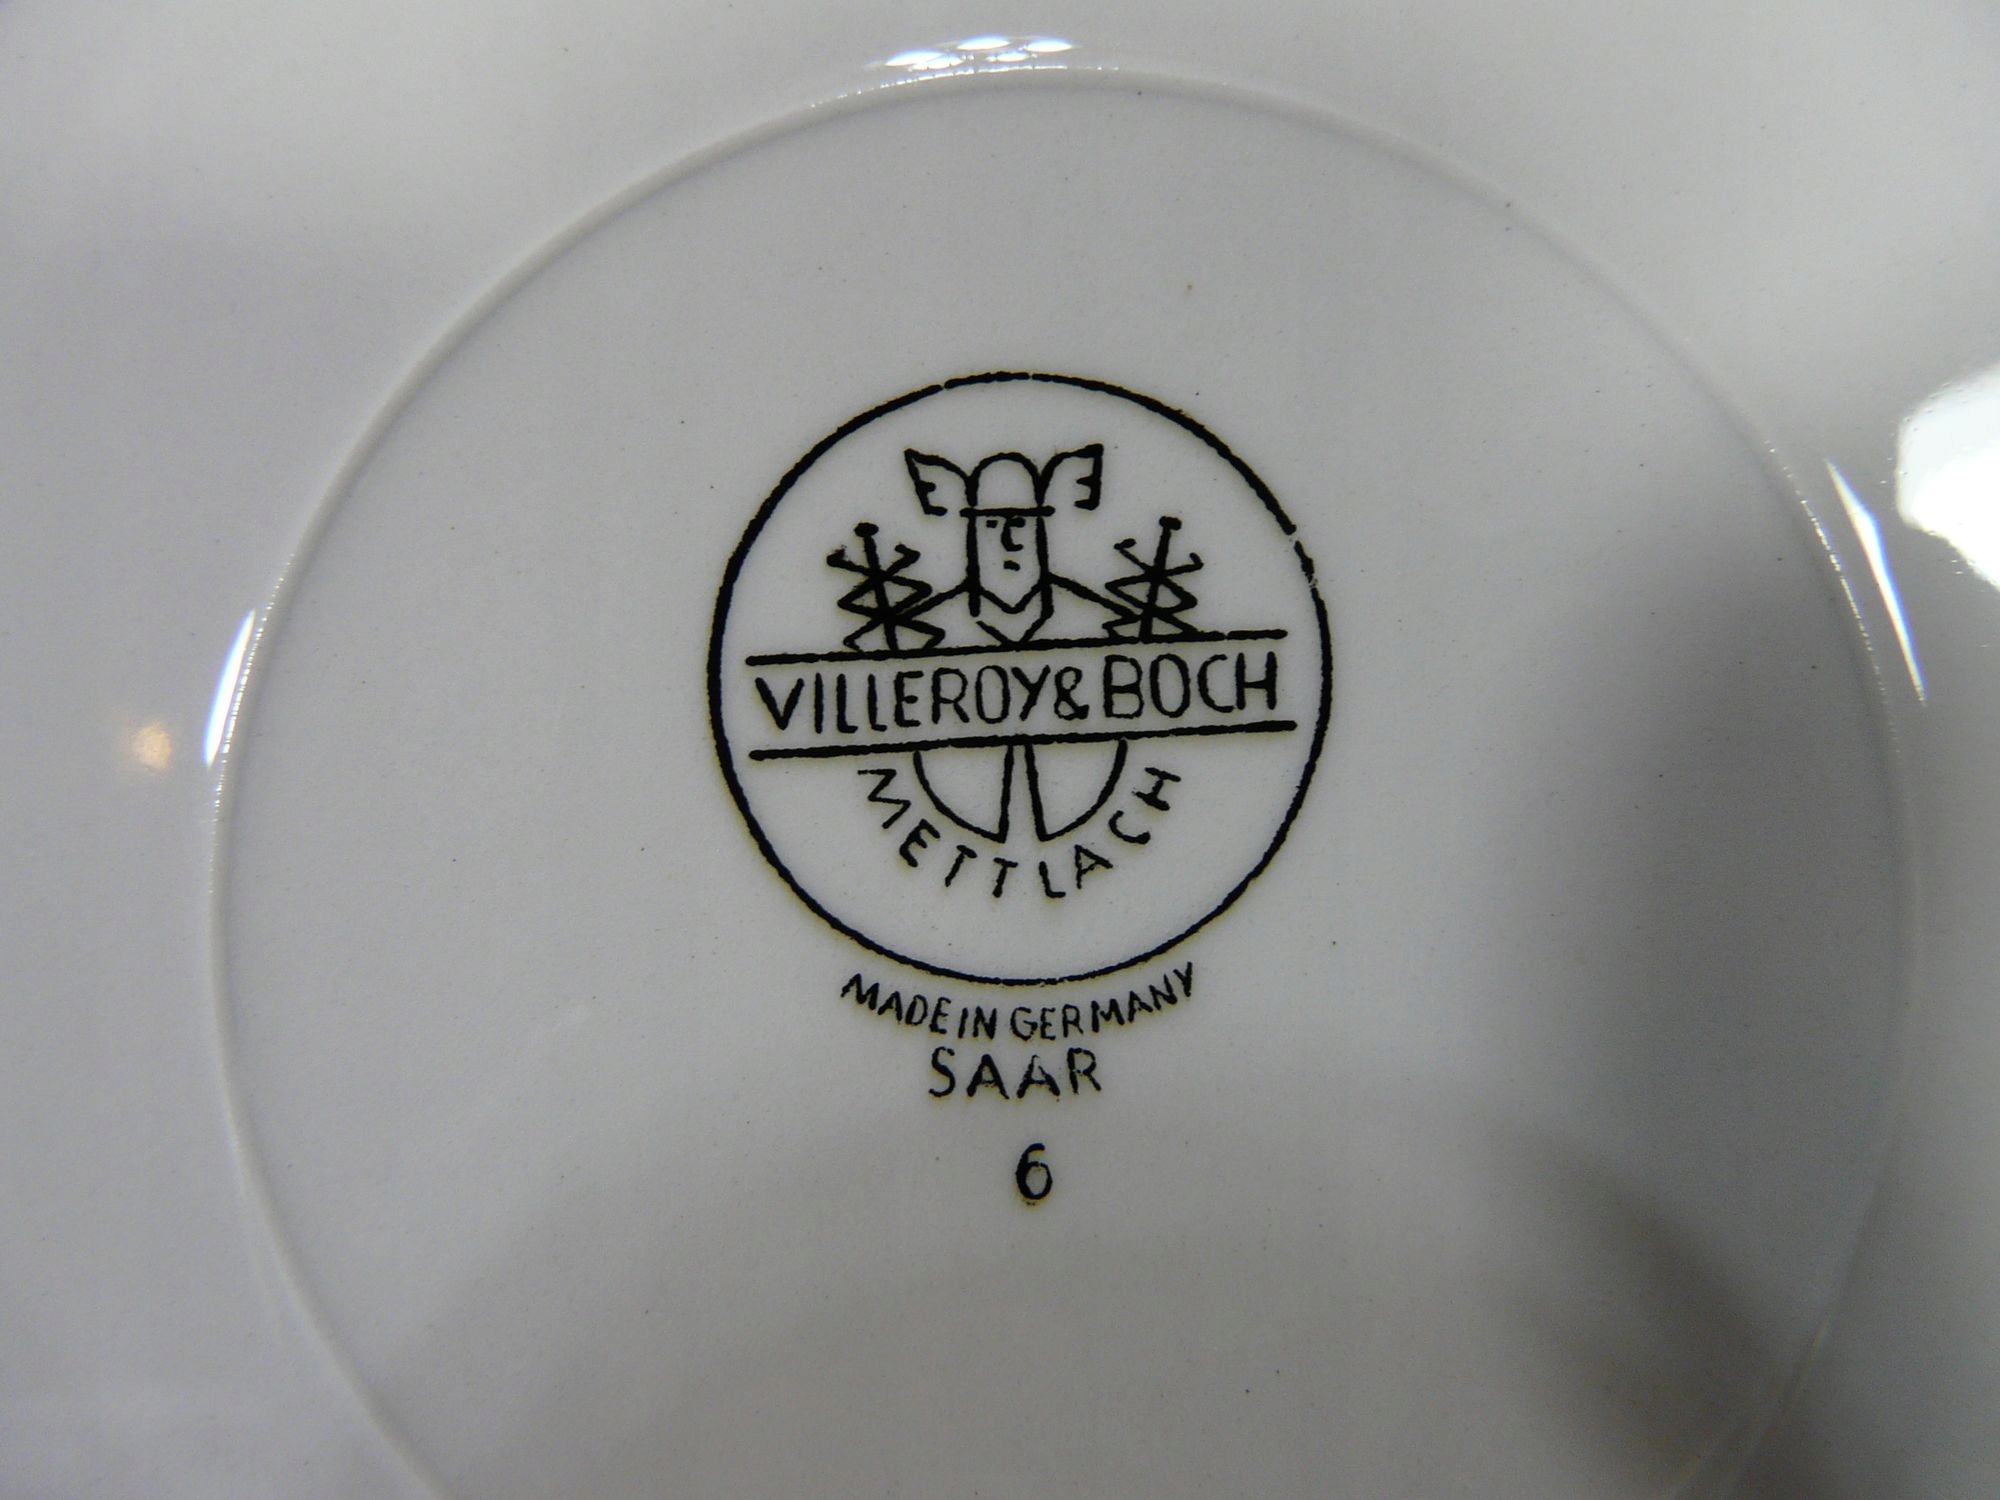 VILLEROY & BOCH
METTLACH
MADE IN GERMANY
SAAR
6